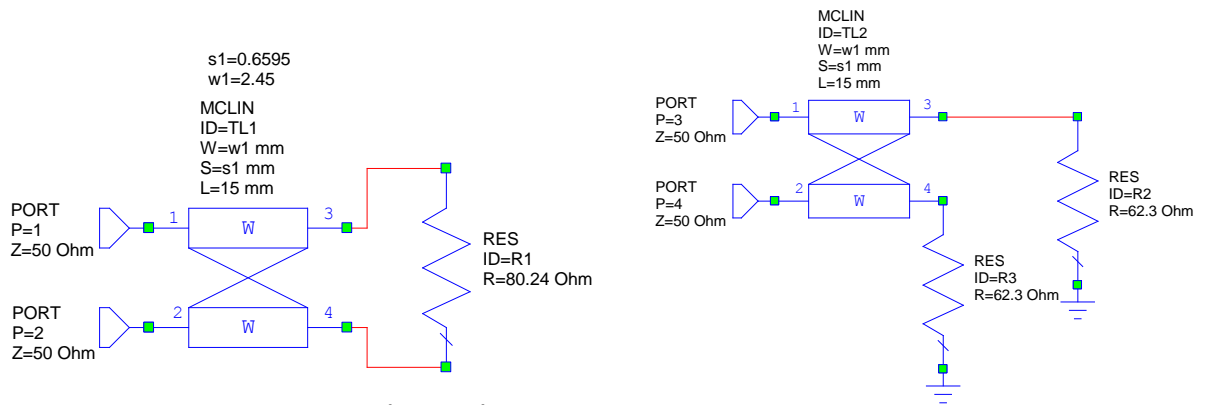 s1=0.6595
w1=2.45
MCLIN
ID=TL1
W=w1 mm
S=s1 mm
L=15 mm
PORT
P=1
Z=50 Ohm
1
W
3
PORT
P=2
Z=50 Ohm
2
W
4
RES
ID=R1
R=80.24 Ohm
MCLIN
ID=TL2
W=w1 mm
S=s1 mm
L=15 mm
PORT
P=3
Z=50 Ohm
1
W
3
PORT
P=4
Z=50 Ohm
2
W
4
RES
ID=R2
R=62.3 Ohm
RES
ID=R3
R=62.3 Ohm